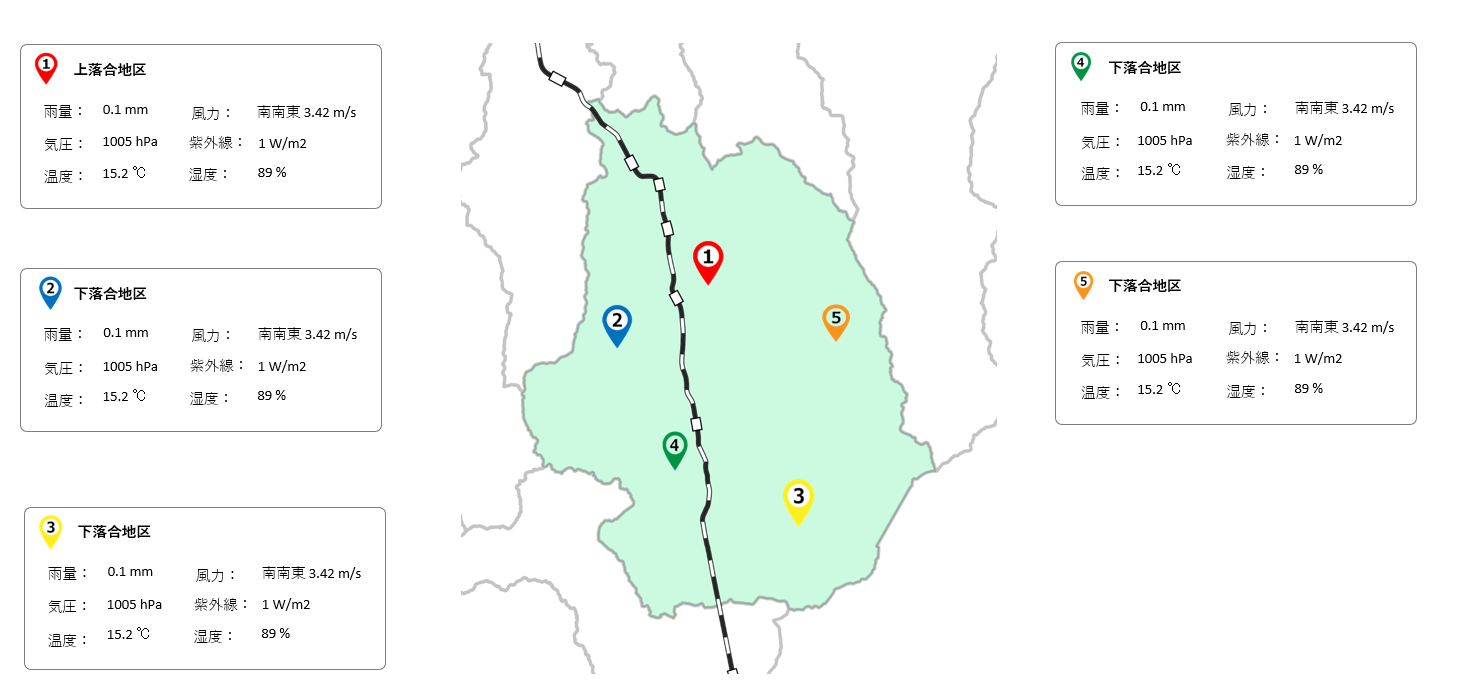 1 上落合地区
雨量： 0.1 mm 風力： 南南東 3.42 m/s
気圧： 1005 hPa 紫外線： 1 W/m2
温度： 15.2 ℃ 湿度： 89 %
2 下落合地区
雨量： 0.1 mm 風力： 南南東 3.42 m/s
気圧： 1005 hPa 紫外線： 1 W/m2
温度： 15.2 ℃ 湿度： 89 %
3 下落合地区
雨量： 0.1 mm 風力： 南南東 3.42 m/s
気圧： 1005 hPa 紫外線： 1 W/m2
温度： 15.2 ℃ 湿度： 89 %
1
2
5
4
3
4 下落合地区
雨量： 0.1 mm 風力： 南南東 3.42 m/s
気圧： 1005 hPa 紫外線： 1 W/m2
温度： 15.2 ℃ 湿度： 89 %
5 下落合地区
雨量： 0.1 mm 風力： 南南東 3.42 m/s
気圧： 1005 hPa 紫外線： 1 W/m2
温度： 15.2 ℃ 湿度： 89 %